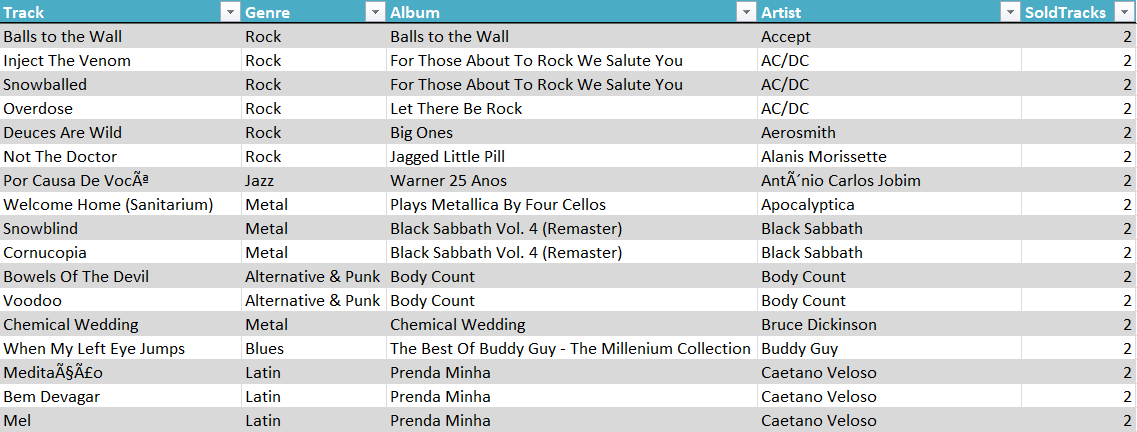 Track Genre Album Artist SoldTracks
Balls to the Wall Rock Balls to the Wall Accept 2
Inject The Venom Rock For Those About To Rock We Salute You AC/DC 2
Snowballed Rock For Those About To Rock We Salute You AC/DC 2
Overdose Rock Let There Be Rock AC/DC 2
Deuces Are Wild Rock Big Ones Aerosmith 2
Not The Doctor Rock Jagged Little Pill Alanis Morissette 2
Por Causa De VocÃª Jazz Warner 25 Anos AntÃ´nio Carlos Jobim 2
Welcome Home (Sanitarium) Metal Plays Metallica By Four Cellos Apocalyptica 2
Snowblind Metal Black Sabbath Vol. 4 (Remaster) Black Sabbath 2
Cornucopia Metal Black Sabbath Vol. 4 (Remaster) Black Sabbath 2
Bowels Of The Devil Alternative & Punk Body Count Body Count 2
Voodoo Alternative & Punk Body Count Body Count 2
Chemical Wedding Metal Chemical Wedding Bruce Dickinson 2
When My Left Eye Jumps Blues The Best Of Buddy Guy - The Millenium Collection Buddy Guy 2
MeditaÃ§Ã£o Latin Prenda Minha Caetano Veloso 2
Bem Devagar Latin Prenda Minha Caetano Veloso 2
Mel Latin Prenda Minha Caetano Veloso 2